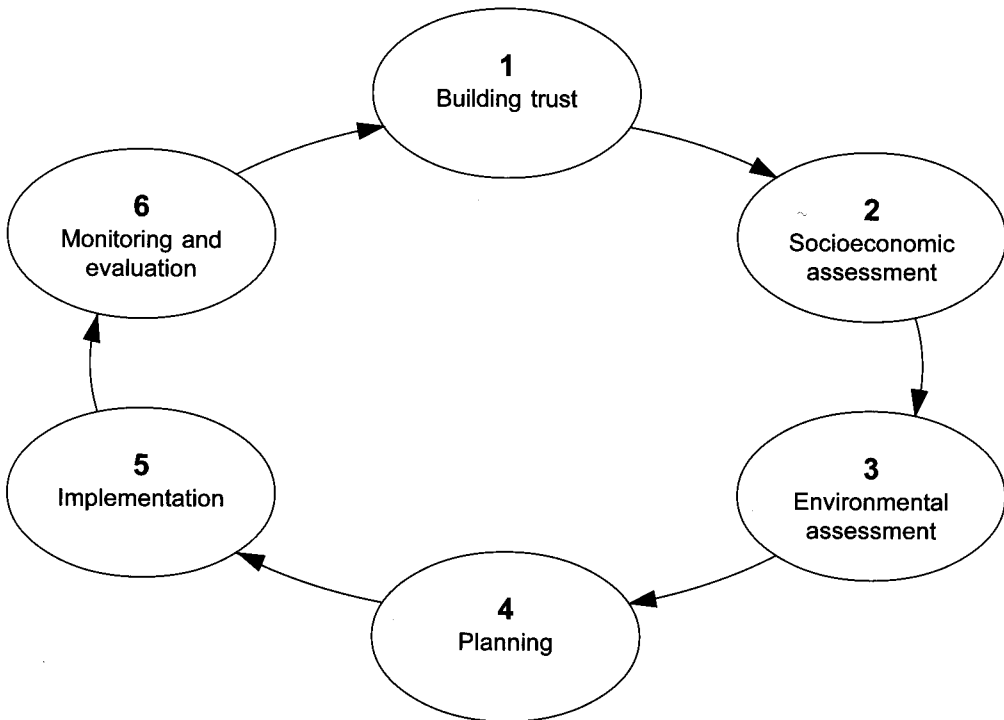 1
Building trust
2
Socioeconomic
assessment
3
Environmental
assessment
4
Planning
5
Implementation
6
Monitoring and
evaluation